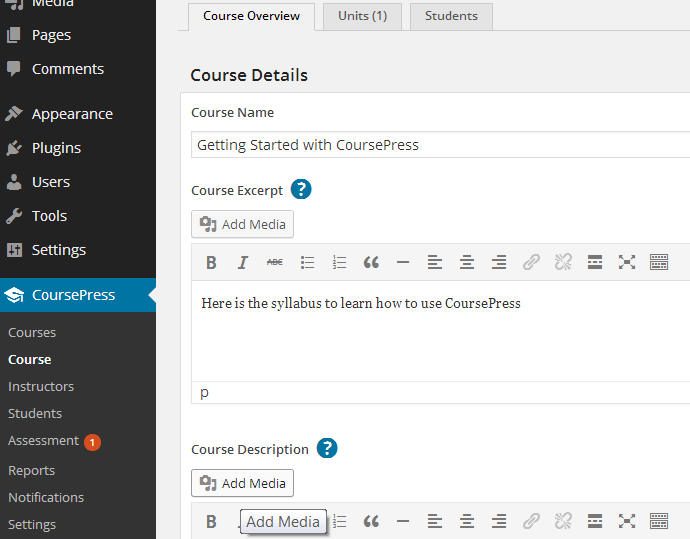 Media
Pages
Comments
Appearance
Plugins
Users
Tools
Settings
CoursePress
Courses
Course
Instructors
Students
Assessment 1
Reports
Notifications
Settings
Course Overview Units (1) Students
Course Details
Course Name
Getting Started with CoursePress
Course Excerpt ?
Add Media
B I ABC
Here is the syllabus to learn how to use CoursePress
p
Course Description ?
Add Media
B
Add Media